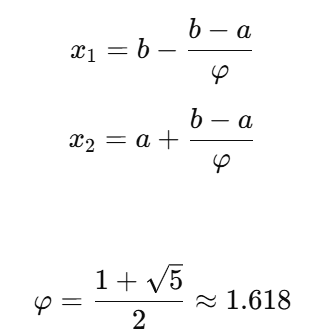 x₁ = b − (b − a)/φ
x₂ = a + (b − a)/φ
φ = (1 + √5)/2 ≈ 1.618